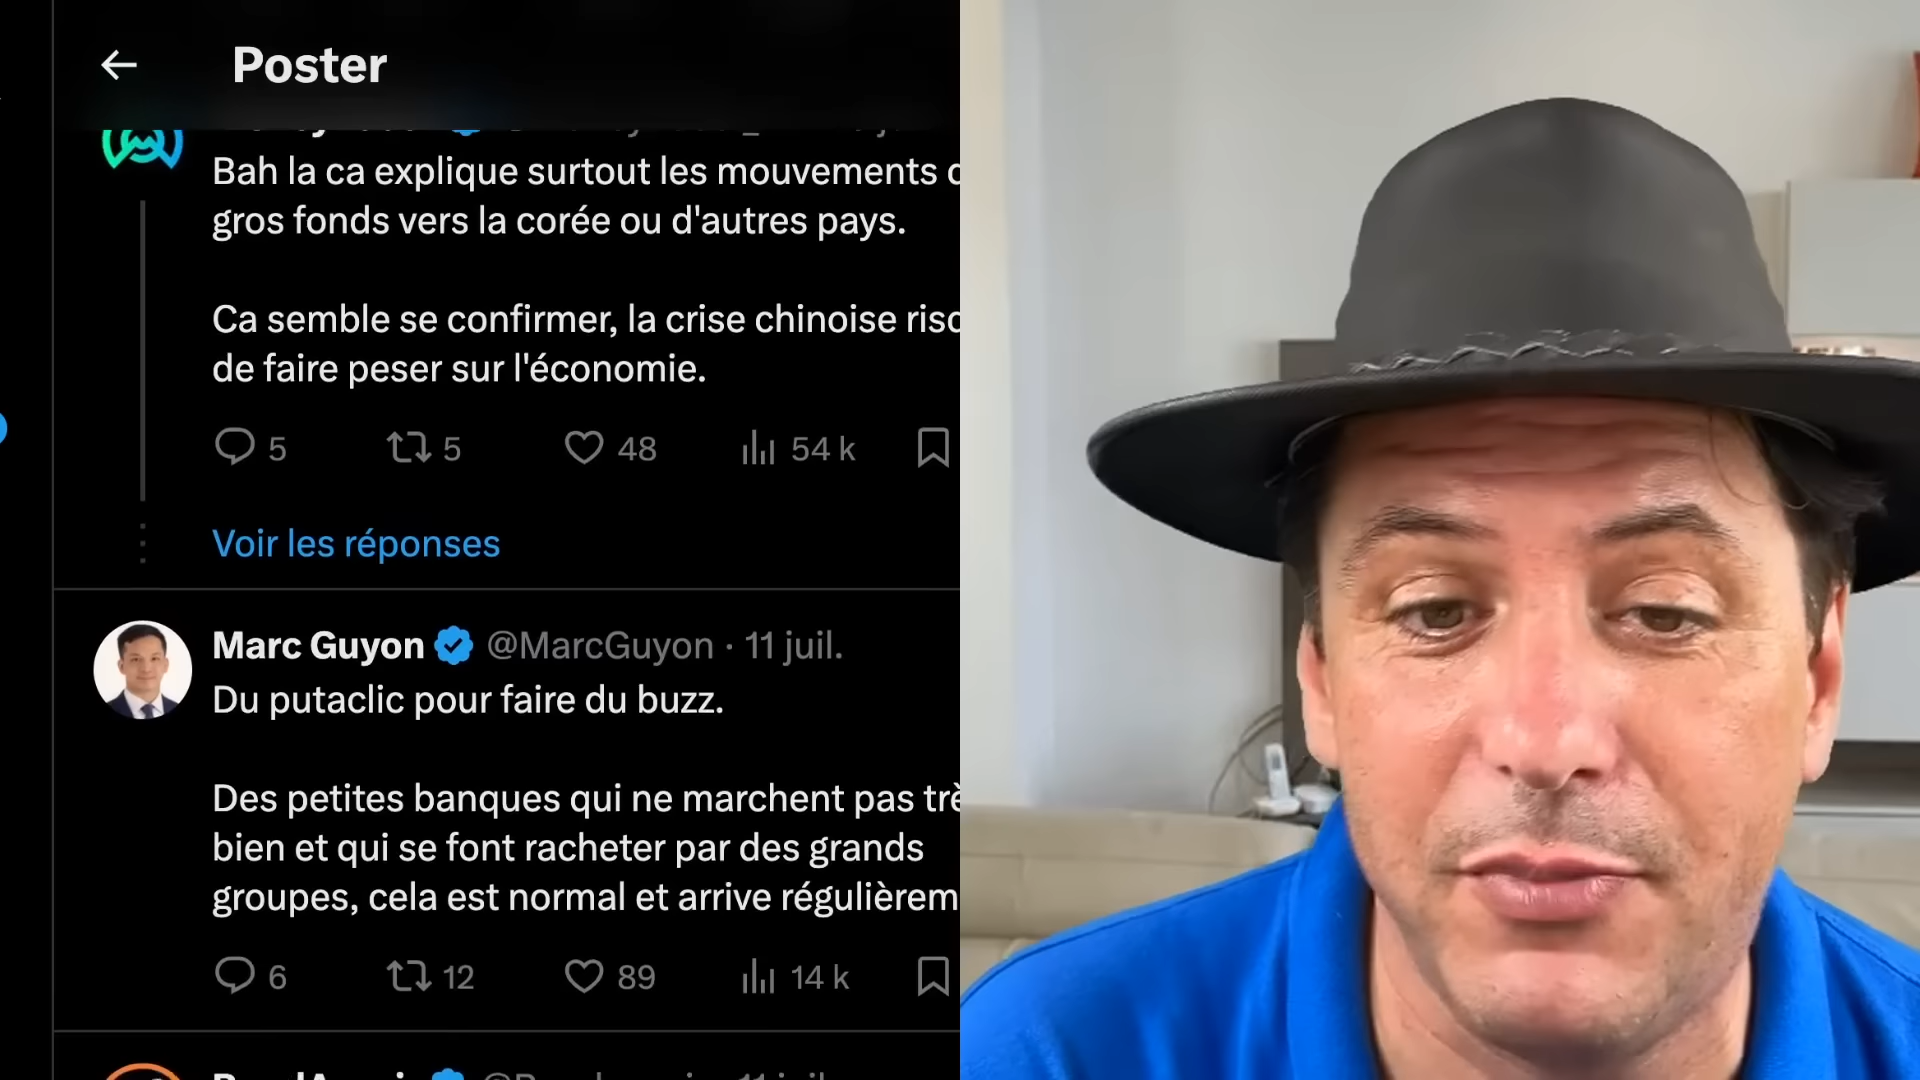 Poster
Bah la ca explique surtout les mouvements
gros fonds vers la corée ou d'autres pays.
Ca semble se confirmer, la crise chinoise
de faire peser sur l'économie.
5
5
48
54 k
Voir les réponses
Marc Guyon @MarcGuyon · 11 juil.
Du putaclic pour faire du buzz.
Des petites banques qui ne marchent pas
bien et qui se font racheter par des grands
groupes, cela est normal et arrive
6
12
89
14 k